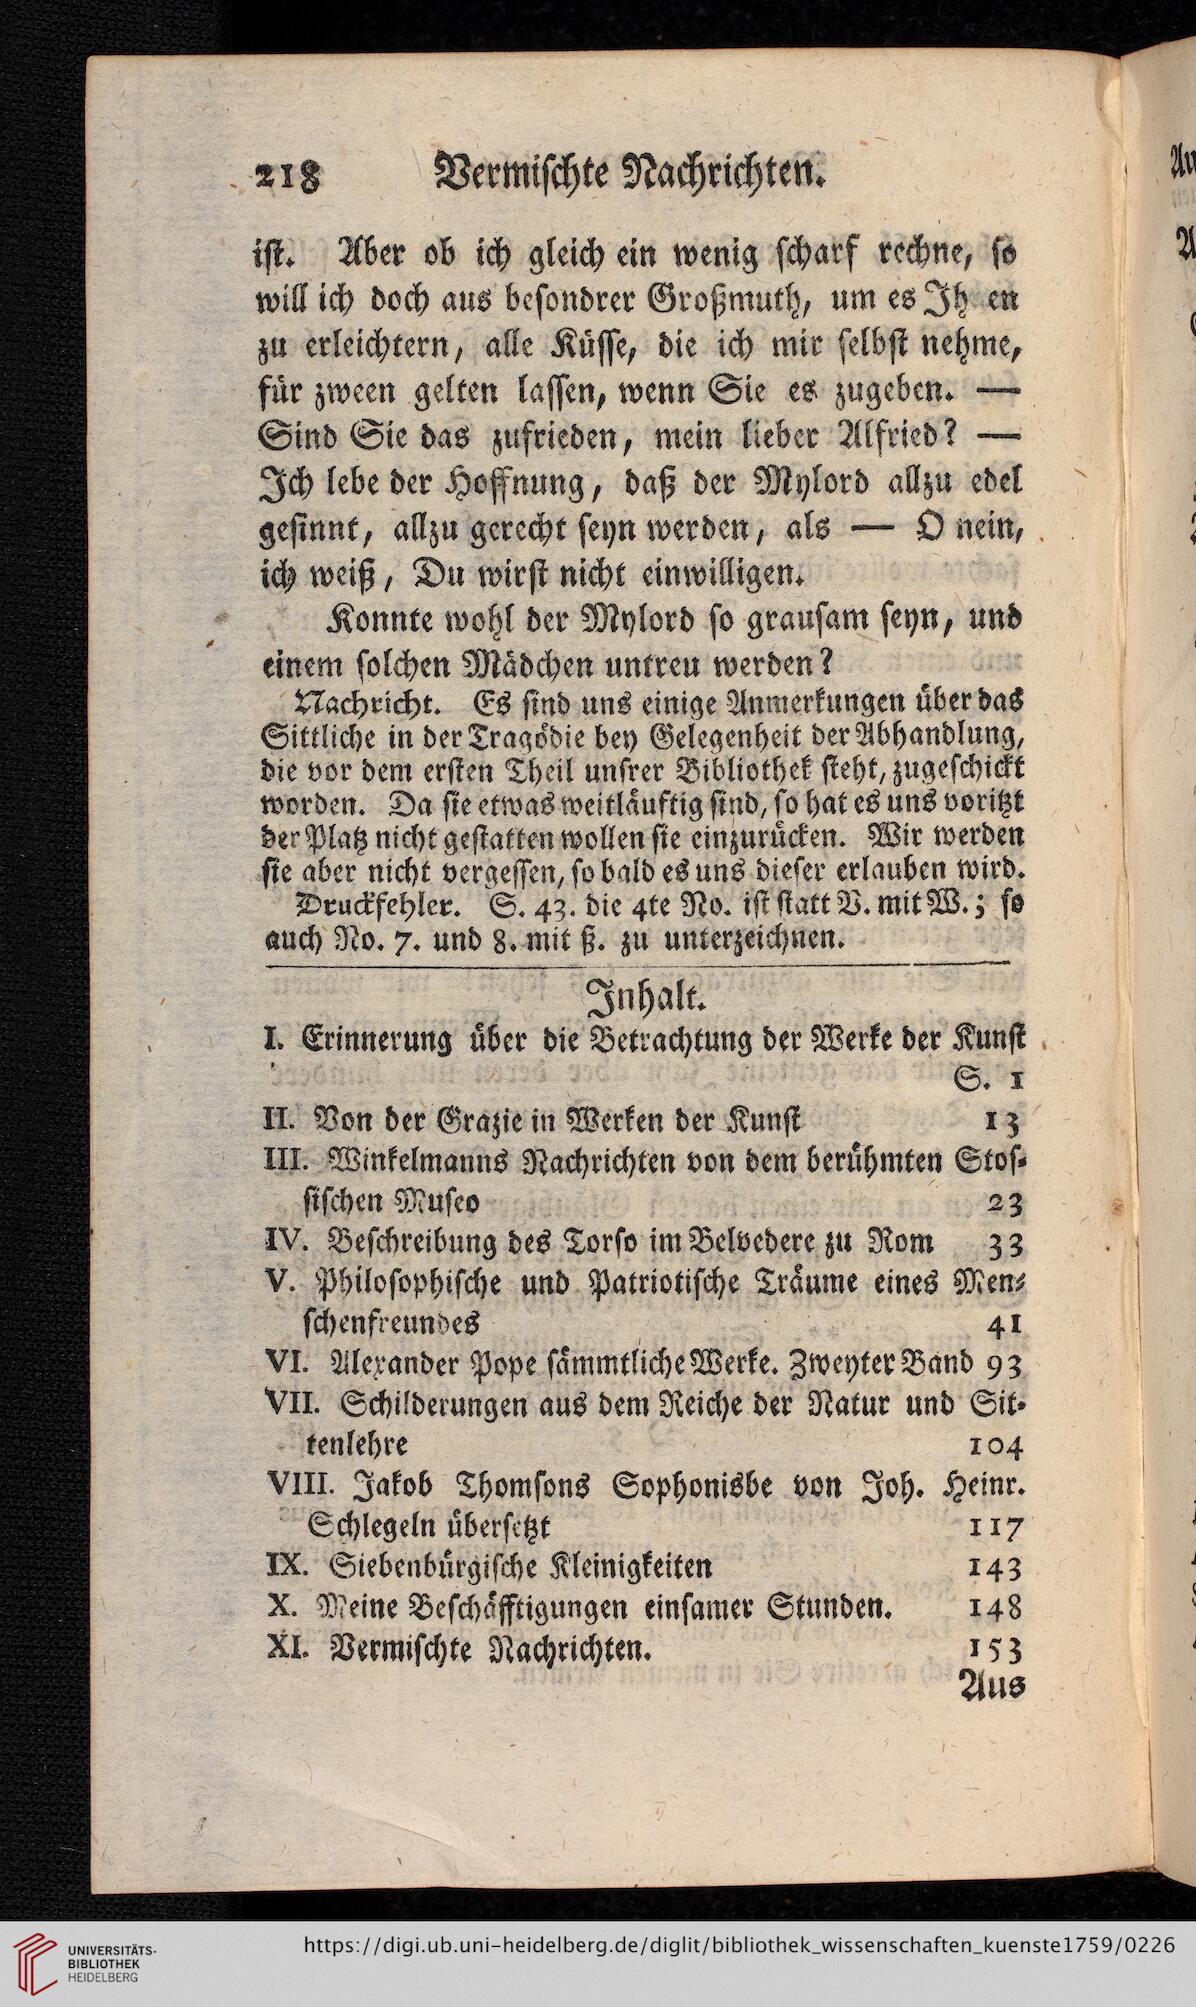 218 Vermischte Nachrichten.
ist. Aber ob ich gleich ein wenig scharf rechne, so
will ich doch aus besondrer Großmuth, um es Ih en
zu erleichtern, alle Küsse, die ich mir selbst nehme,
für zween gelten lassen, wenn Sie es zugeben. —
Sind Sie das zufrieden, mein lieber Alfried? —
Ich lebe der Hoffnung, daß der Mylord allzu edel
gesinnt, allzu gerecht seyn werden, als — O nein,
ich weiß, Du wirst nicht einwilligen.
Konnte wohl der Mylord so grausam seyn, und
einem solchen Mädchen untreu werden?
Nachricht. Es sind uns einige Anmerkungen über das
Sittliche in der Tragödie bey Gelegenheit der Abhandlung,
die vor dem ersten Theil unsrer Bibliothek steht, zugeschickt
worden. Da sie etwas weitläuftig sind, so hat es uns voritzt
der Platz nicht gestatten wollen sie einzurücken. Wir werden
sie aber nicht vergessen, so bald es uns dieser erlauben wird.
Druckfehler. S. 43. die 4te No. ist statt V. mit W.; so
auch No. 7. und 8. mit ß. zu unterzeichnen.
Inhalt.
I. Erinnerung über die Betrachtung der Werke der Kunst
S. 1
II. Von der Grazie in Werken der Kunst 13
III. Winkelmanns Nachrichten von dem berühmten Stos-
sischen Museo 23
IV. Beschreibung des Torso im Belvedere zu Rom 33
V. Philosophische und Patriotische Träume eines Men-
schenfreundes 41
VI. Alexander Pope sämmtliche Werke. Zweyter Band 93
VII. Schilderungen aus dem Reiche der Natur und Sit-
tenlehre 104
VIII. Jakob Thomsons Sophonisbe von Joh. Heinr.
Schlegeln übersetzt 117
IX. Siebenbürgische Kleinigkeiten 143
X. Meine Beschäfftigungen einsamer Stunden. 148
XI. Vermischte Nachrichten. 153
Aus
UNIVERSITÄTS-
BIBLIOTHEK
HEIDELBERG
https://digi.ub.uni-heidelberg.de/diglit/bibliothek_wissenschaften_kuenste1759/0226